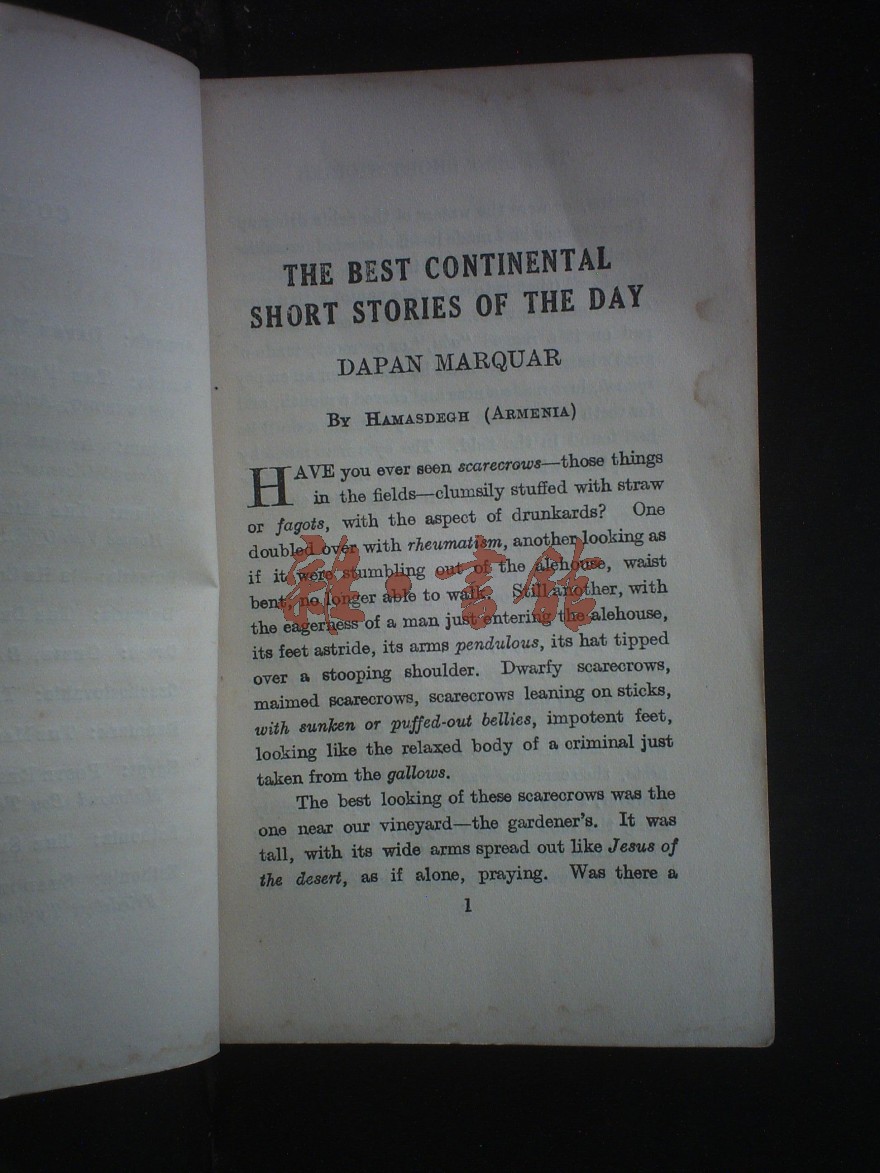 THE BEST CONTINENTAL
SHORT STORIES OF THE DAY
DAPAN MARQUAR
BY HAMASDEGH (ARMENIA)
HAVE you ever seen scarecrows—those things
in the fields—clumsily stuffed with straw
or fagots, with the aspect of drunkards? One
doubled over with rheumatism, another looking as
if it were stumbling out of the alehouse, waist
bent, no longer able to walk. Still another, with
the eagerness of a man just entering the alehouse,
its feet astride, its arms pendulous, its hat tipped
over a stooping shoulder. Dwarfy scarecrows,
maimed scarecrows, scarecrows leaning on sticks,
with sunken or puffed-out bellies, impotent feet,
looking like the relaxed body of a criminal just
taken from the gallows.
The best looking of these scarecrows was the
one near our vineyard—the gardener's. It was
tall, with its wide arms spread out like Jesus of
the desert, as if alone, praying. Was there a
1
雜·書館